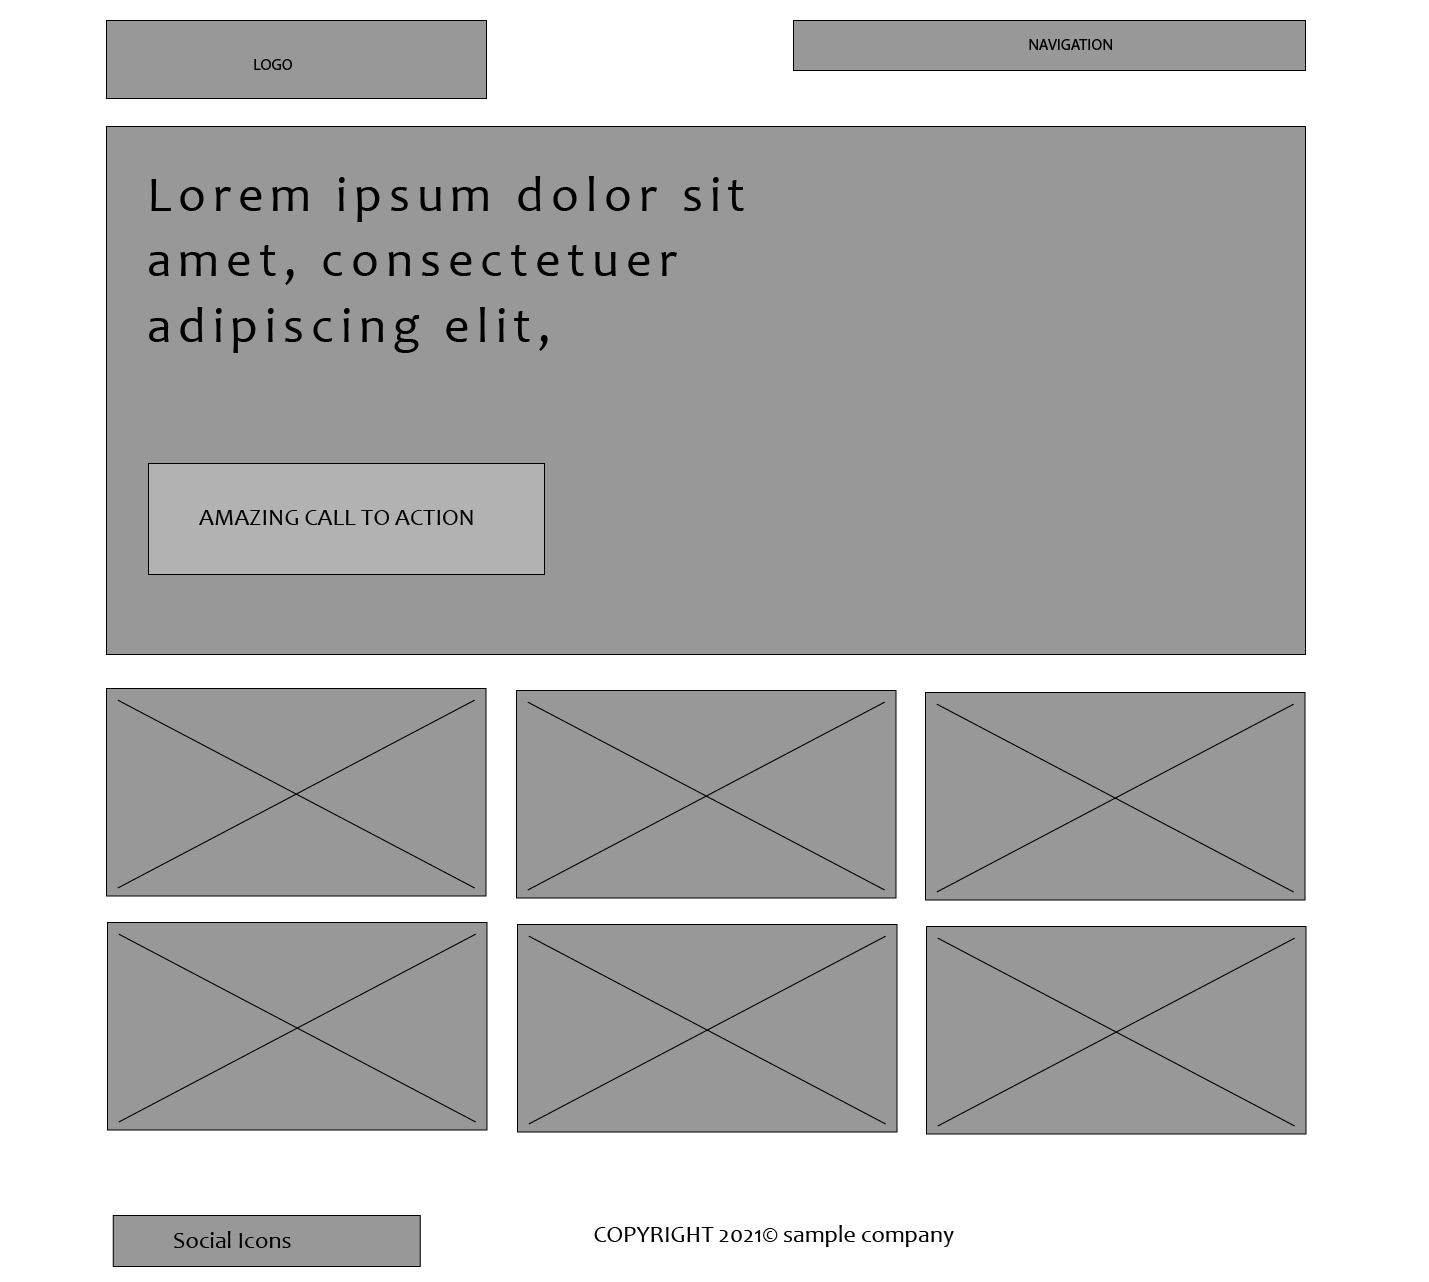 LOGO
NAVIGATION
Lorem ipsum dolor sit
amet, consectetuer
adipiscing elit,
AMAZING CALL TO ACTION
Social Icons
COPYRIGHT 2021© sample company